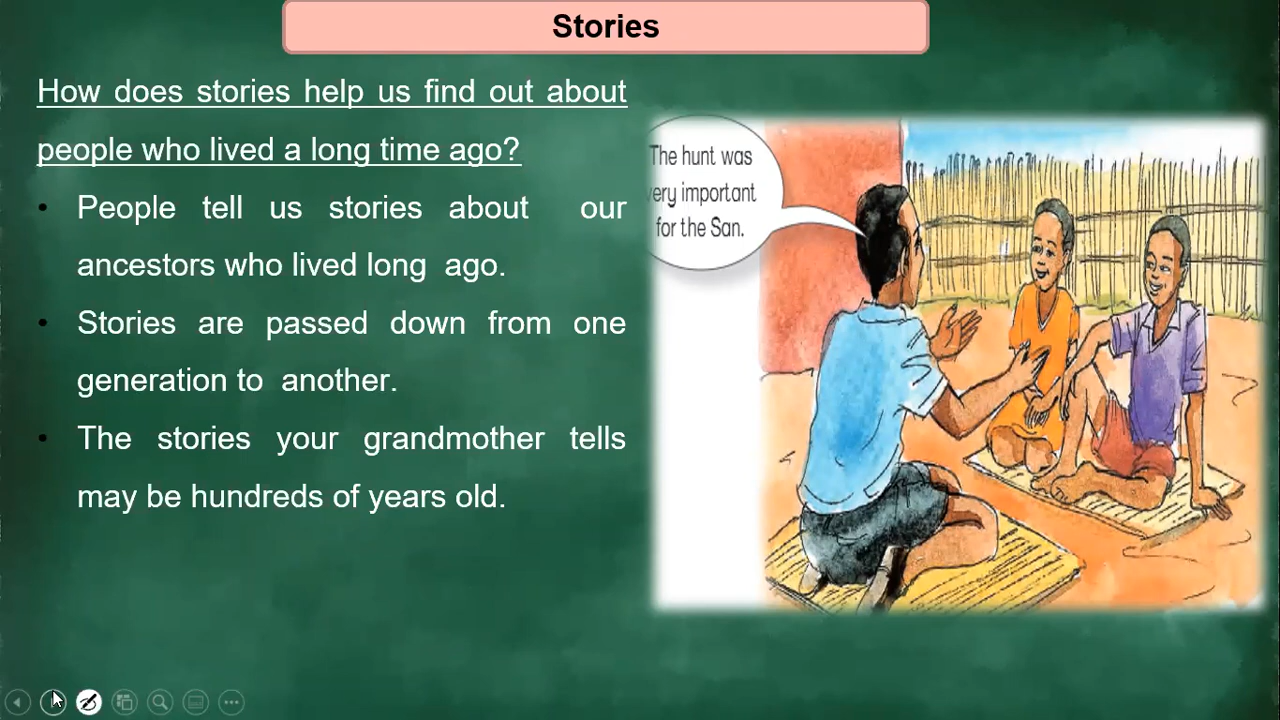 Stories
How does stories help us find out about
people who lived a long time ago?
• People tell us stories about our
ancestors who lived long ago.
• Stories are passed down from one
generation to another.
• The stories your grandmother tells
may be hundreds of years old.
The hunt was
very important
for the San.